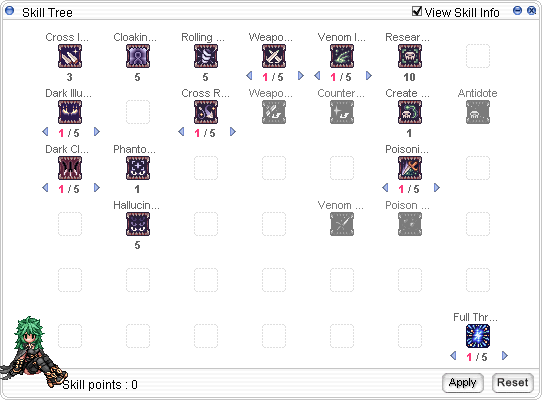 Skill Tree
View Skill Info
Cross I...
Cloakin...
Rolling ...
Weapo...
Venom I...
Resear...
3
5
5
1 / 5
1 / 5
10
Dark Illu...
Cross R...
Weapo...
Counter...
Create ...
Antidote
1 / 5
1 / 5
1
Dark Cl...
Phanto...
Poisoni...
1 / 5
1
1 / 5
Hallucin...
Venom ...
Poison ...
5
Full Thr...
1 / 5
Skill points : 0
Apply
Reset